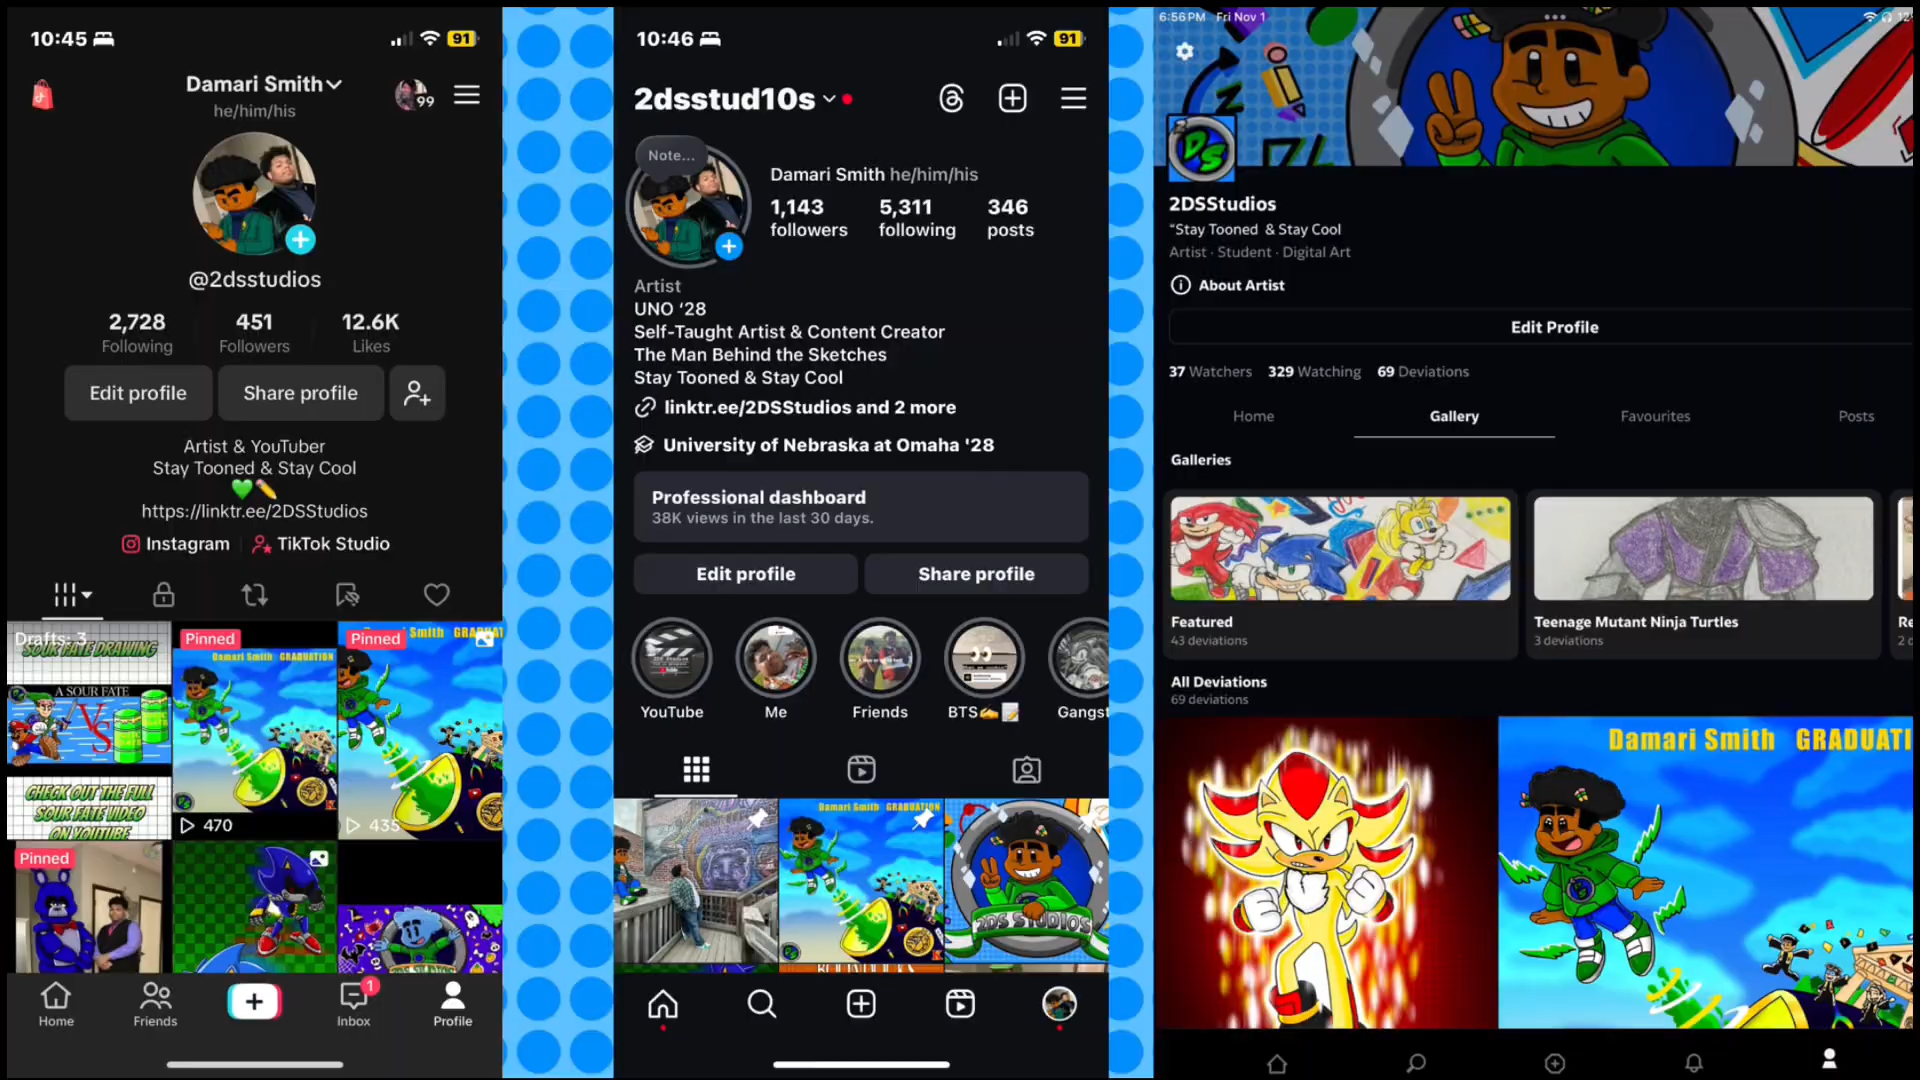 10:45
91
Damari Smith
he/him/his
99
@2dsstudios
2,728
Following
451
Followers
12.6K
Likes
Edit profile
Share profile
Artist & YouTuber
Stay Tooned & Stay Cool
💚✏️
https://linktr.ee/2DSStudios
Instagram
TikTok Studio
Drafts: 3
SOUR FATE DRAWING
A SOUR FATE
VS
CHECK OUT THE FULL
SOUR FATE VIDEO
ON YOUTUBE
Pinned
Damari Smith GRADUATION
470
Pinned
Smith GRADUAT
435
Pinned
Home
Friends
1
Inbox
Profile
10:46
91
2dsstud10s
Note...
Damari Smith he/him/his
1,143
followers
5,311
following
346
posts
Artist
UNO ‘28
Self-Taught Artist & Content Creator
The Man Behind the Sketches
Stay Tooned & Stay Cool
linktr.ee/2DSStudios and 2 more
University of Nebraska at Omaha '28
Professional dashboard
38K views in the last 30 days.
Edit profile
Share profile
YouTube
Me
Friends
BTS✍️📝
Gangst
Damari Smith GRADUATION
2DS STUDIOS
6:56 PM Fri Nov 1
12
DS
2DSStudios
"Stay Tooned & Stay Cool
Artist · Student · Digital Art
About Artist
Edit Profile
37 Watchers 329 Watching 69 Deviations
Home
Gallery
Favourites
Posts
Galleries
Featured
43 deviations
Teenage Mutant Ninja Turtles
3 deviations
Re
2 d
All Deviations
69 deviations
Damari Smith GRADUATI